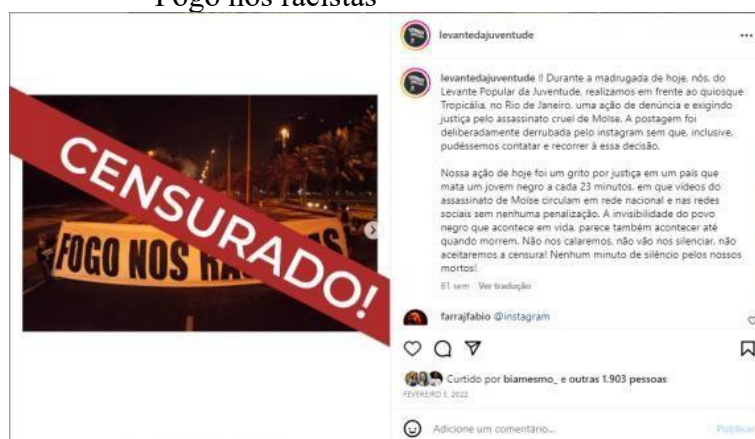 Fogo nos racistas
levantedajuventude
levantedajuventude !! Durante a madrugada de hoje, nós, do
Levante Popular da Juventude, realizamos em frente ao quiosque
Tropicália, no Rio de Janeiro, uma ação de denúncia e exigindo
justiça pelo assassinato cruel de Moïse. A postagem foi
deliberadamente derrubada pelo instagram sem que, inclusive,
pudéssemos contatar e recorrer à essa decisão.
Nossa ação de hoje foi um grito por justiça em um país que
mata um jovem negro a cada 23 minutos, em que vídeos do
assassinato de Moïse circulam em rede nacional e nas redes
sociais sem nenhuma penalização. A invisibilidade do povo
negro que acontece em vida, parece também acontecer até
quando morrem. Não nos calaremos, não vão nos silenciar, não
aceitaremos a censura! Nenhum minuto de silêncio pelos nossos
mortos!
61 sem Ver tradução
CENSURADO!
FOGO NOS
farrajfabio @instagram
Curtido por biamesmo_ e outras 1.903 pessoas
FEVEREIRO 3, 2022
Adicione um comentário...
Publicar